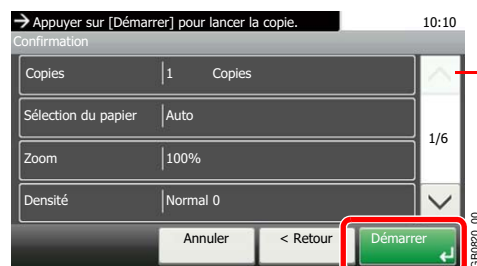 → Appuyer sur [Démarrer] pour lancer la copie. 10:10
Confirmation
Copies 1 Copies
Sélection du papier Auto
1/6
Zoom 100%
Densité Normal 0
Annuler < Retour Démarrer
GB0820_00